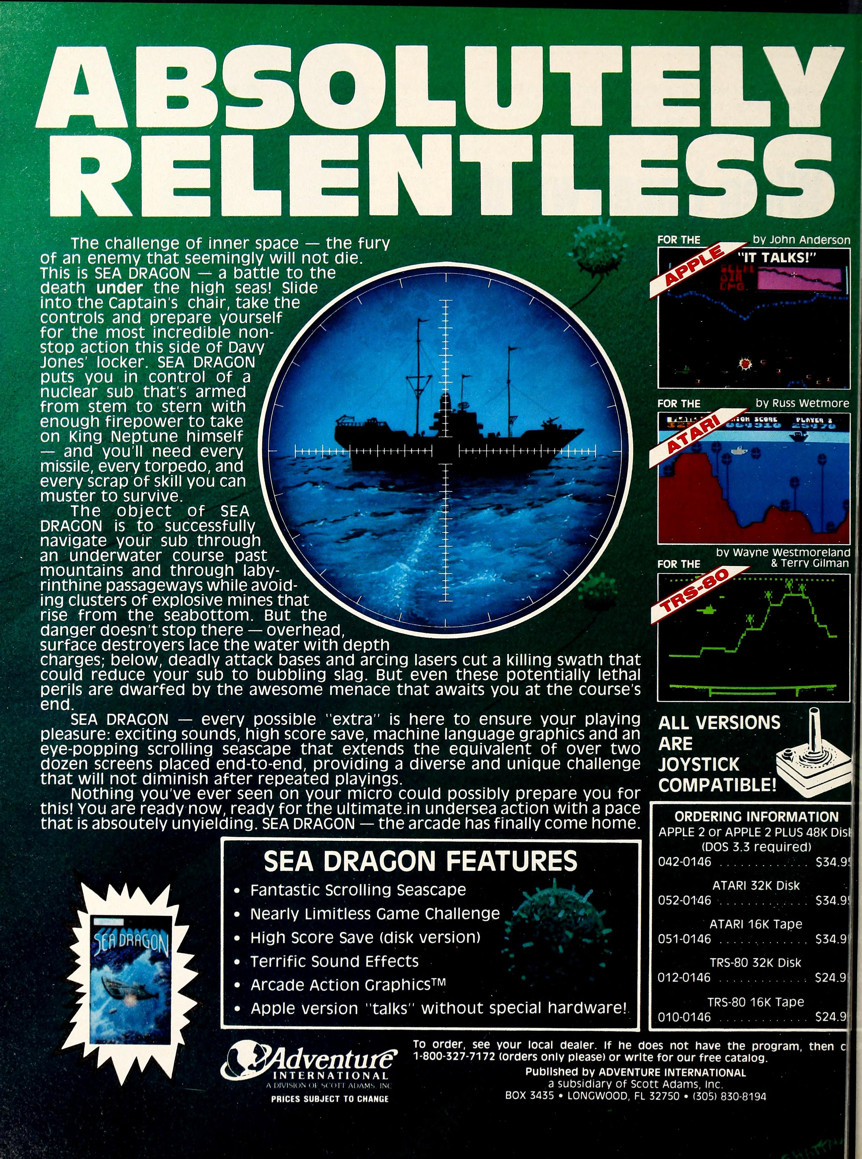 ABSOLUTELY
RELENTLESS
The challenge of inner space — the fury
of an enemy that seemingly will not die.
This is SEA DRAGON — a battle to the
death under the high seas! Slide
into the Captain's chair, take the
controls and prepare yourself
for the most incredible non-
stop action this side of Davy
Jones' locker. SEA DRAGON
puts you in control of a
nuclear sub that's armed
from stem to stern with
enough firepower to take
on King Neptune himself
— and you'll need every
missile, every torpedo, and
every scrap of skill you can
muster to survive.
The object of SEA
DRAGON is to successfully
navigate your sub through
an underwater course past
mountains and through laby-
rinthine passageways while avoid-
ing clusters of explosive mines that
rise from the seabottom. But the
danger doesn't stop there — overhead,
surface destroyers lace the water with depth
charges; below, deadly attack bases and arcing lasers cut a killing swath that
could reduce your sub to bubbling slag. But even these potentially lethal
perils are dwarfed by the awesome menace that awaits you at the course's
end.
SEA DRAGON — every possible "extra" is here to ensure your playing
pleasure: exciting sounds, high score save, machine language graphics and an
eye-popping scrolling seascape that extends the equivalent of over two
dozen screens placed end-to-end, providing a diverse and unique challenge
that will not diminish after repeated playings.
Nothing you've ever seen on your micro could possibly prepare you for
this! You are ready now, ready for the ultimate in undersea action with a pace
that is absoutely unyielding. SEA DRAGON — the arcade has finally come home.
FOR THE by John Anderson
APPLE
"IT TALKS!"
FOR THE by Russ Wetmore
ATARI
HIGH SCORE PLAYER
by Wayne Westmoreland
FOR THE & Terry Gilman
TRS-80
ALL VERSIONS
ARE
JOYSTICK
COMPATIBLE!
ORDERING INFORMATION
APPLE 2 or APPLE 2 PLUS 48K Dis
(DOS 3.3 required)
042-0146 . . . . . . . . . . . . $34.9
ATARI 32K Disk
052-0146 . . . . . . . . . . . . $34.9
ATARI 16K Tape
051-0146 . . . . . . . . . . . . $34.9
TRS-80 32K Disk
012-0146 . . . . . . . . . . . . $24.9
TRS-80 16K Tape
010-0146 . . . . . . . . . . . . $24.9
SEA DRAGON FEATURES
• Fantastic Scrolling Seascape
• Nearly Limitless Game Challenge
• High Score Save (disk version)
• Terrific Sound Effects
• Arcade Action Graphics™
• Apple version "talks" without special hardware!
SEA DRAGON
Adventure
INTERNATIONAL
A DIVISION OF SCOTT ADAMS, INC
PRICES SUBJECT TO CHANGE
To order, see your local dealer. If he does not have the program, then c
1-800-327-7172 (orders only please) or write for our free catalog.
Published by ADVENTURE INTERNATIONAL
a subsidiary of Scott Adams, Inc.
BOX 3435 • LONGWOOD, FL 32750 • (305) 830-8194